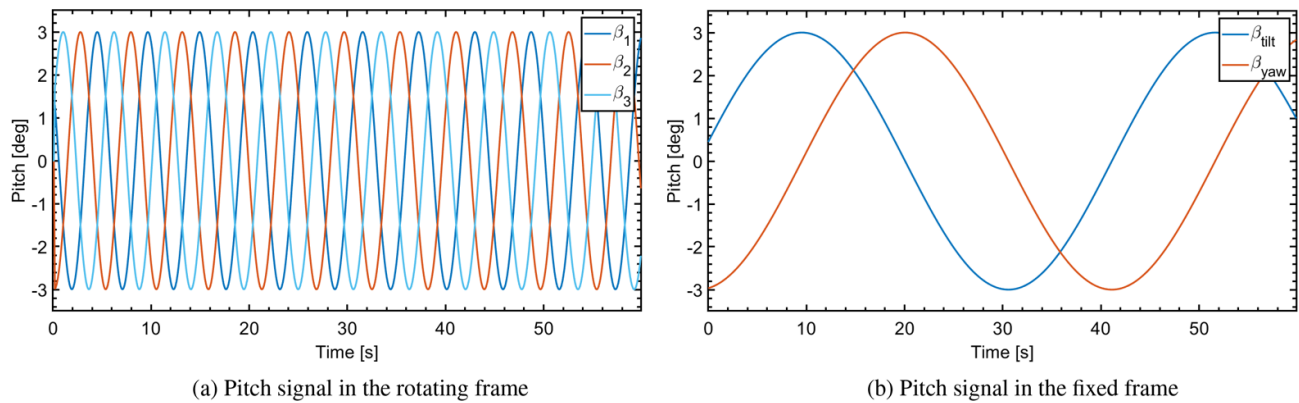 3
2
1
0
-1
-2
-3
Pitch [deg]
0 10 20 30 40 50
Time [s]
β1
β2
β3
(a) Pitch signal in the rotating frame
3
2
1
0
-1
-2
-3
Pitch [deg]
0 10 20 30 40 50
Time [s]
βtilt
βyaw
(b) Pitch signal in the fixed frame